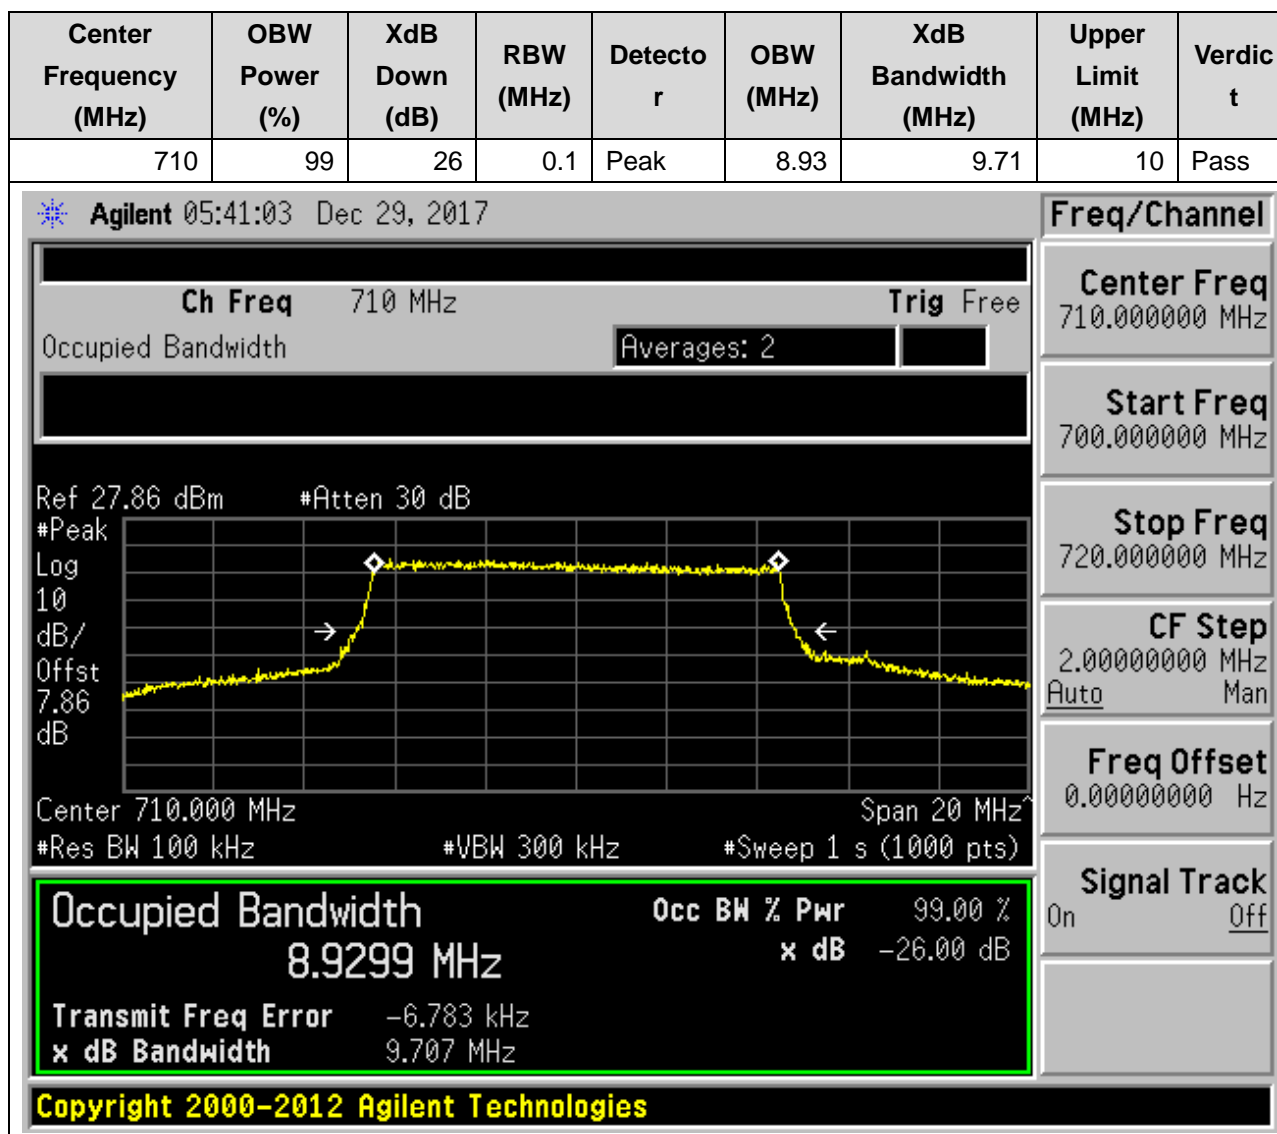 Center Frequency (MHz) OBW Power (%) XdB Down (dB) RBW (MHz) Detecto r OBW (MHz) XdB Bandwidth (MHz) Upper Limit (MHz) Verdic t
710 99 26 0.1 Peak 8.93 9.71 10 Pass
Agilent 05:41:03 Dec 29, 2017
Freq/Channel
Ch Freq 710 MHz Trig Free
Occupied Bandwidth Averages: 2
Center Freq
710.000000 MHz
Start Freq
700.000000 MHz
Stop Freq
720.000000 MHz
CF Step
2.00000000 MHz
Auto Man
Freq Offset
0.00000000 Hz
Signal Track
On Off
Ref 27.86 dBm #Atten 30 dB
#Peak
Log
10
dB/
Offst
7.86
dB
Center 710.000 MHz Span 20 MHz^
#Res BW 100 kHz #VBW 300 kHz #Sweep 1 s (1000 pts)
Occupied Bandwidth Occ BW % Pwr 99.00 %
8.9299 MHz x dB -26.00 dB
Transmit Freq Error -6.783 kHz
x dB Bandwidth 9.707 MHz
Copyright 2000-2012 Agilent Technologies